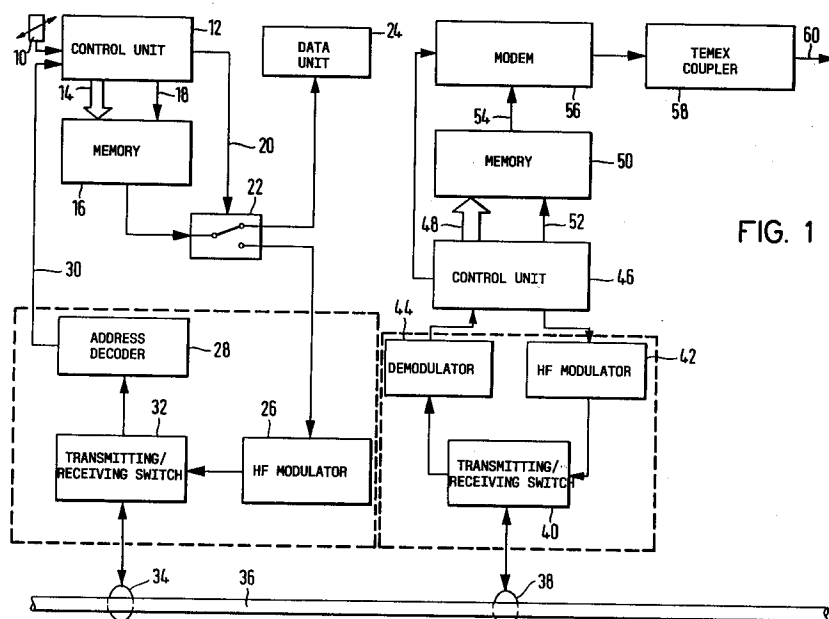 10
CONTROL UNIT
12
14
18
MEMORY
16
20
22
DATA
UNIT
24
30
ADDRESS
DECODER
28
32
TRANSMITTING/
RECEIVING SWITCH
26
HF MODULATOR
34
36
MODEM
56
TEMEX
COUPLER
58
60
54
MEMORY
50
48
52
FIG. 1
CONTROL UNIT
46
44
DEMODULATOR
HF MODULATOR
42
TRANSMITTING/
RECEIVING SWITCH
40
38